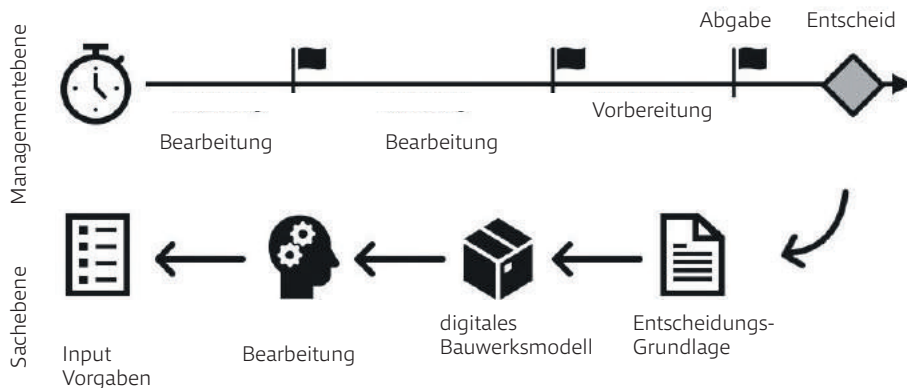 Managementebene
Abgabe
Entscheid
Bearbeitung
Bearbeitung
Vorbereitung
Sachebene
Input
Vorgaben
Bearbeitung
digitales
Bauwerksmodell
Entscheidungs-
Grundlage